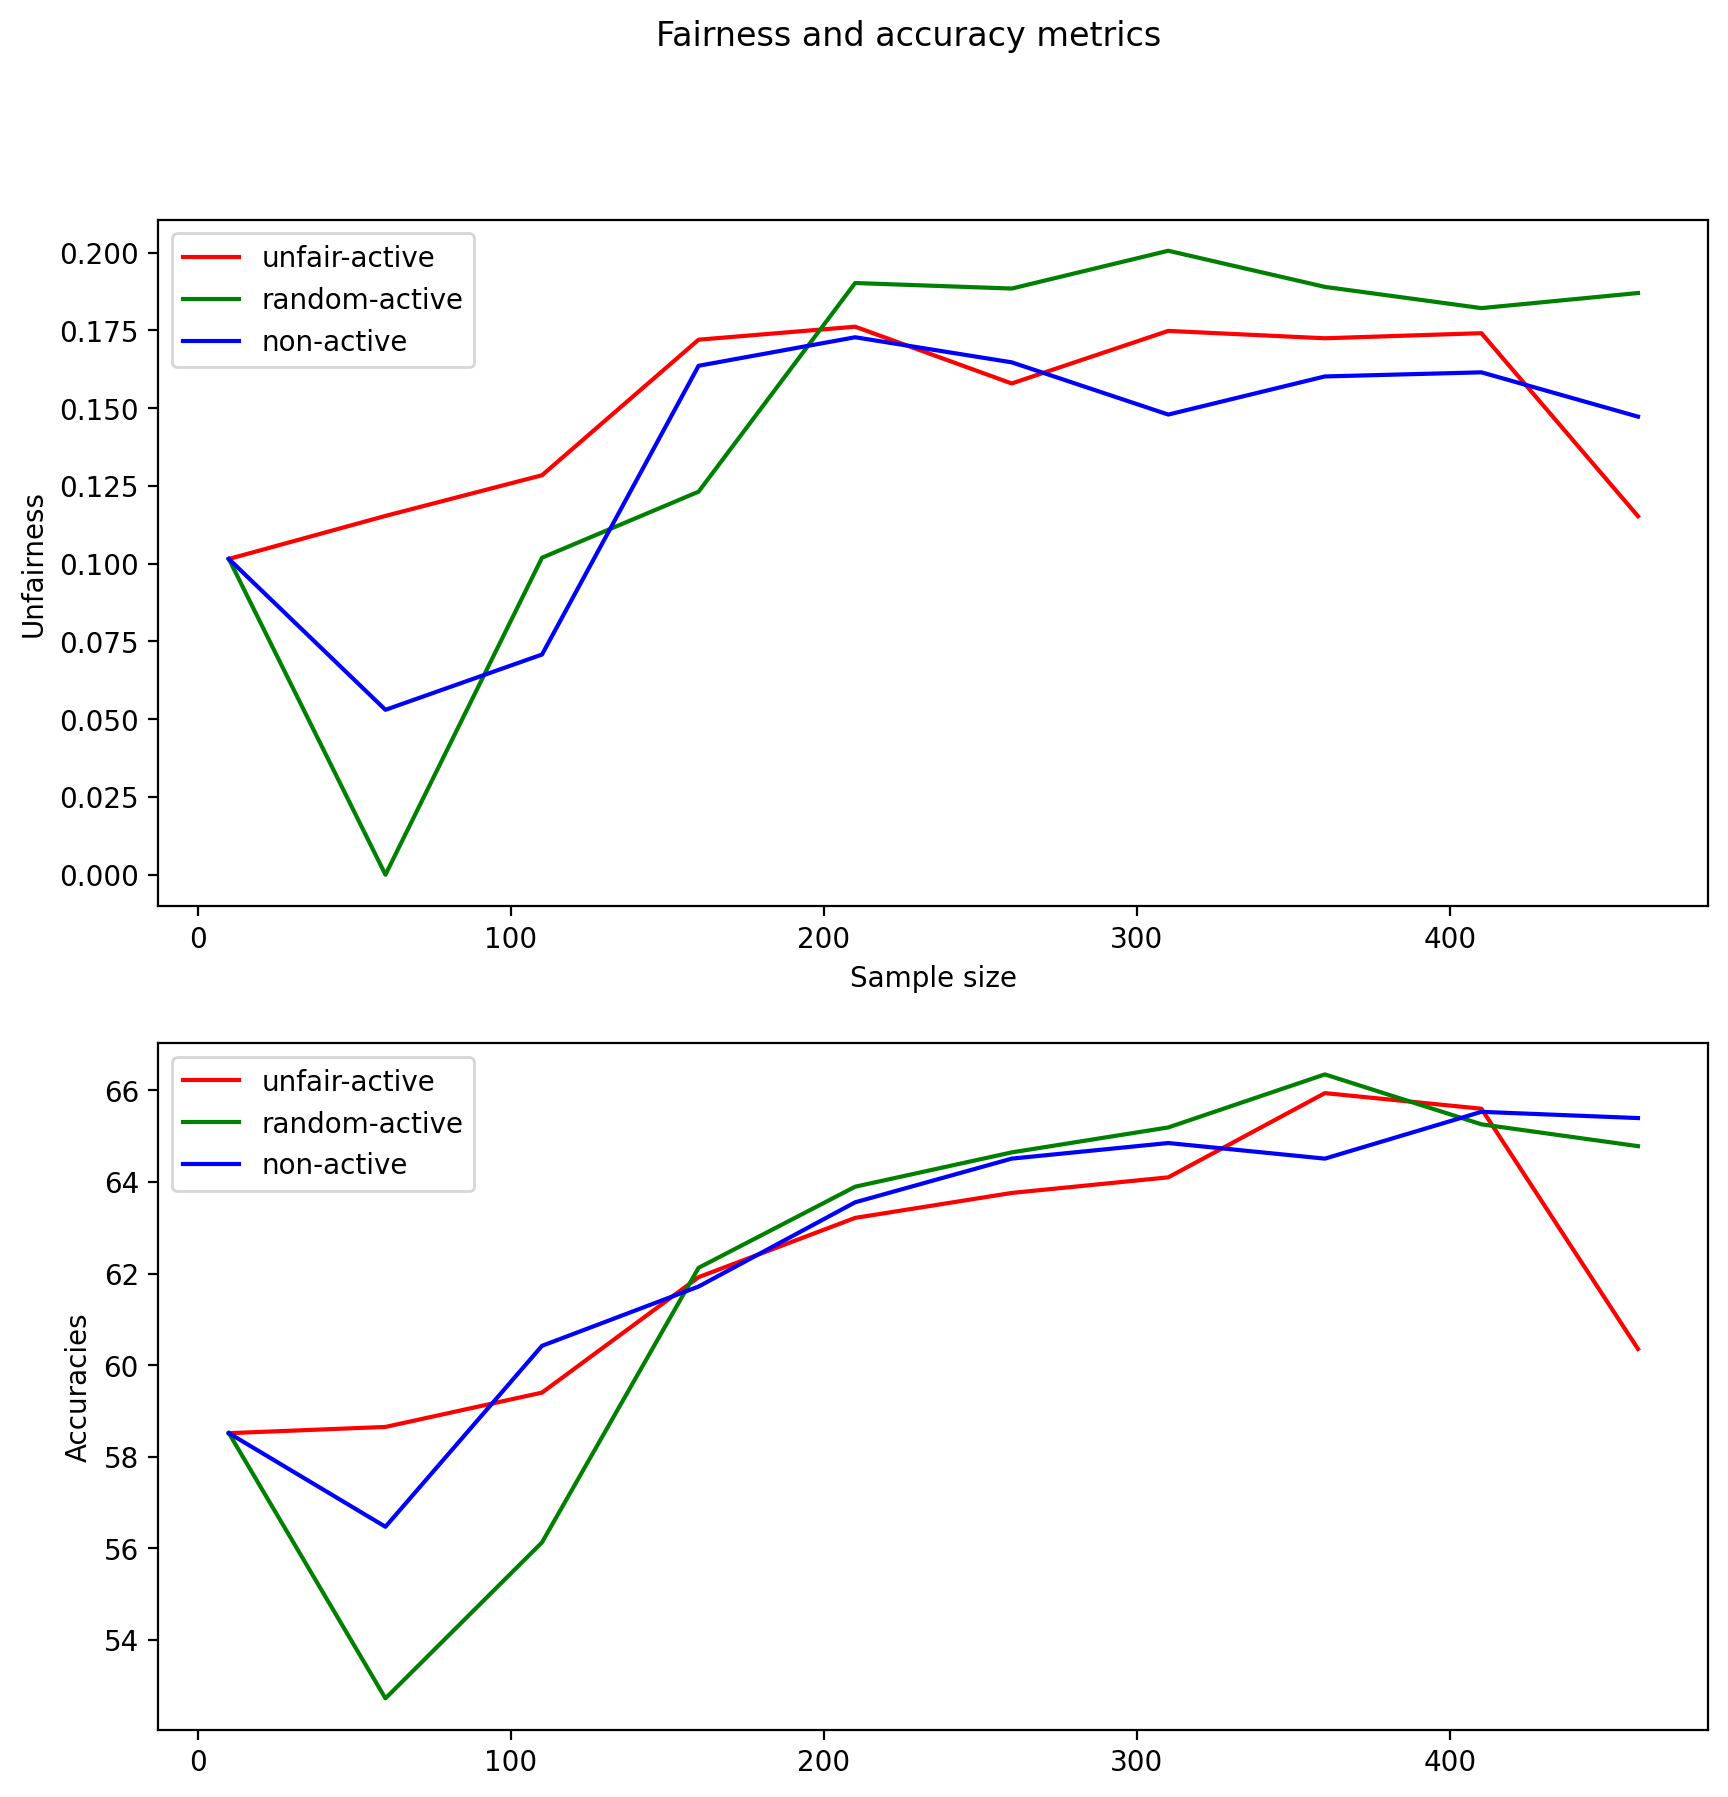 Fairness and accuracy metrics
unfair-active
random-active
non-active
Unfairness
0.200
0.175
0.150
0.125
0.100
0.075
0.050
0.025
0.000
0 100 200 300 400
Sample size
unfair-active
random-active
non-active
Accuracies
66
64
62
60
58
56
54
0 100 200 300 400